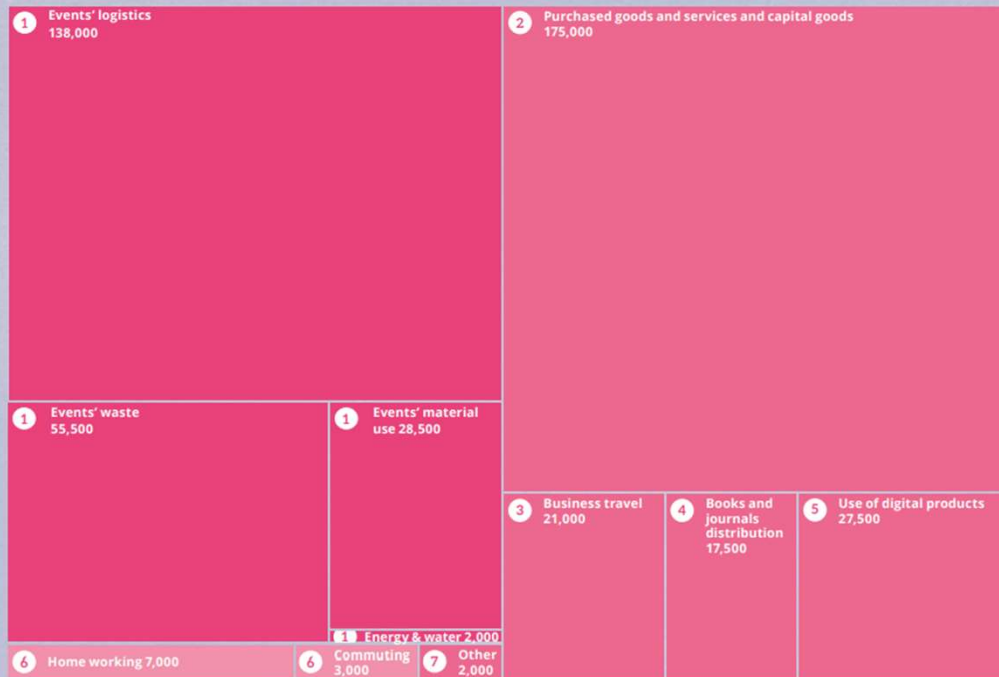 1 Events' logistics
138,000
2 Purchased goods and services and capital goods
175,000
1 Events' waste
55,500
1 Events' material
use 28,500
1 Energy & water 2,000
3 Business travel
21,000
4 Books and
journals
distribution
17,500
5 Use of digital products
27,500
6 Home working 7,000
6 Commuting
3,000
7 Other
2,000